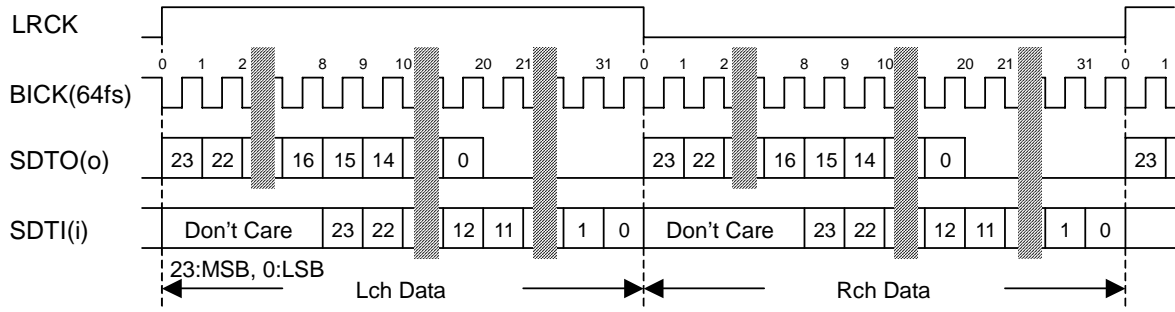 LRCK
0 1 2 8 9 10 20 21 31 0 1 2 8 9 10 20 21 31 0 1
BICK(64fs)
SDTO(o) 23 22 16 15 14 0 23 22 16 15 14 0 23
SDTI(i) Don't Care 23 22 12 11 1 0 Don't Care 23 22 12 11 1 0
23:MSB, 0:LSB
Lch Data Rch Data